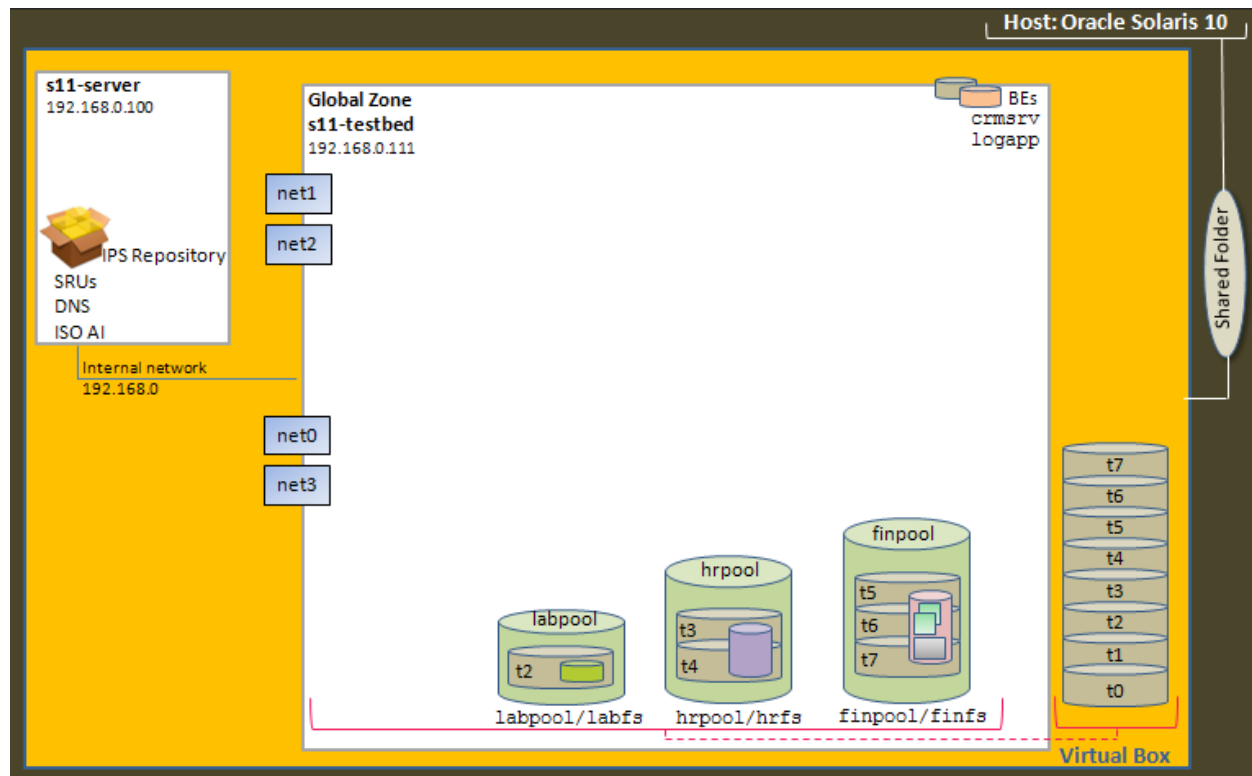 Host: Oracle Solaris 10
s11-server
192.168.0.100
IPS Repository
SRUs
DNS
ISO AI
Internal network
192.168.0
Global Zone
s11-testbed
192.168.0.111
BEs
crmsrv
logapp
net1
net2
net0
net3
labpool
t2
labpool/labfs
hrpool
t3
t4
hrpool/hrfs
finpool
t5
t6
t7
finpool/finfs
t7
t6
t5
t4
t3
t2
t1
t0
Shared Folder
Virtual Box